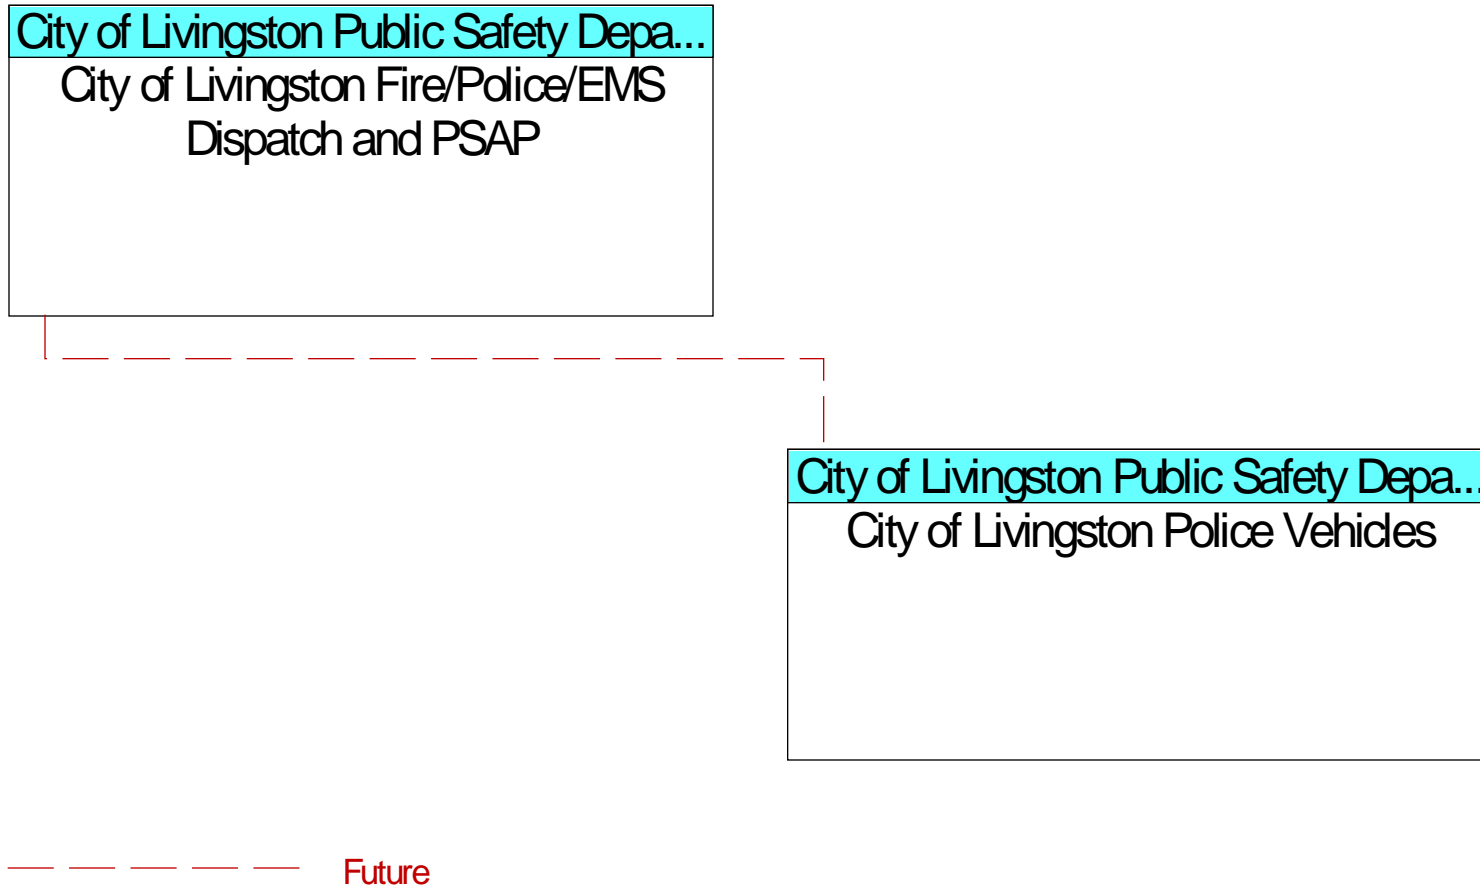 City of Livingston Public Safety Depa...
City of Livingston Fire/Police/EMS
Dispatch and PSAP
City of Livingston Public Safety Depa...
City of Livingston Police Vehicles
Future